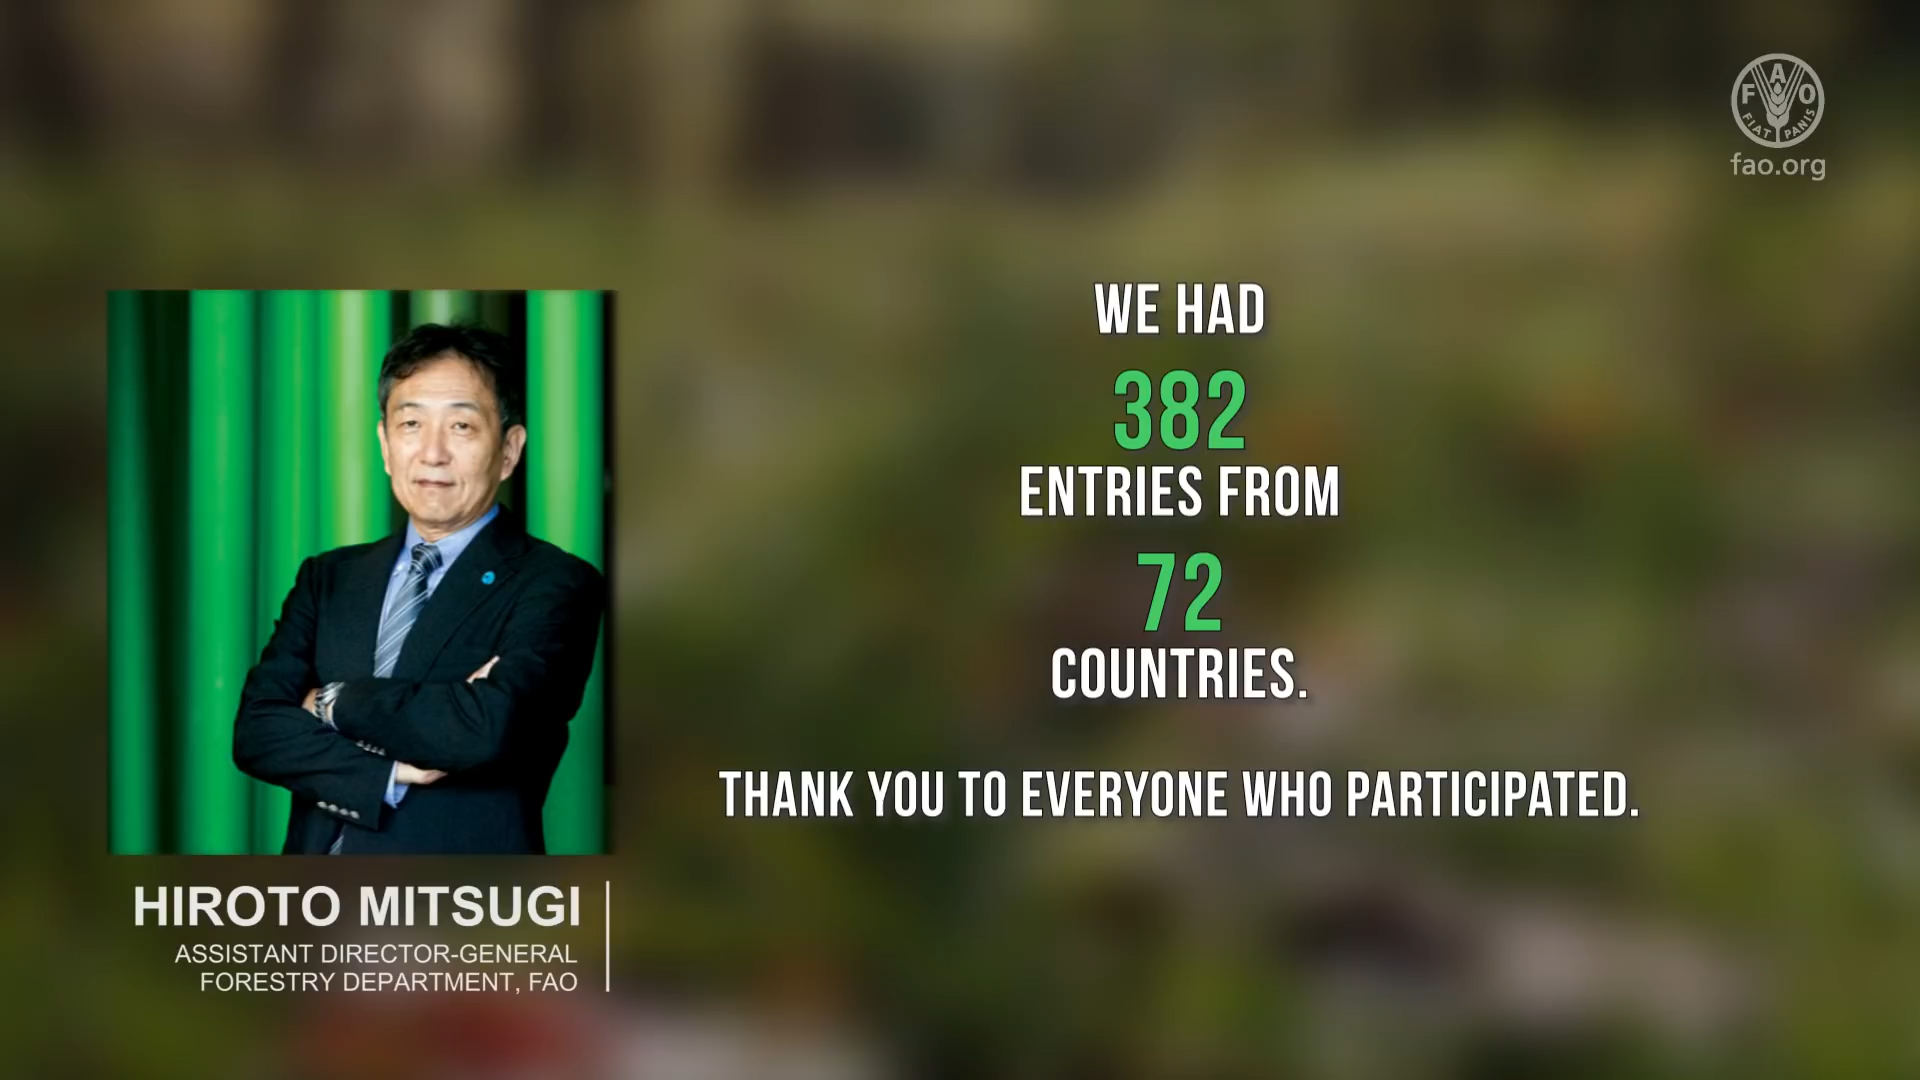 FAO
FIAT PANIS
fao.org
WE HAD
382
ENTRIES FROM
72
COUNTRIES.
THANK YOU TO EVERYONE WHO PARTICIPATED.
HIROTO MITSUGI
ASSISTANT DIRECTOR-GENERAL
FORESTRY DEPARTMENT, FAO